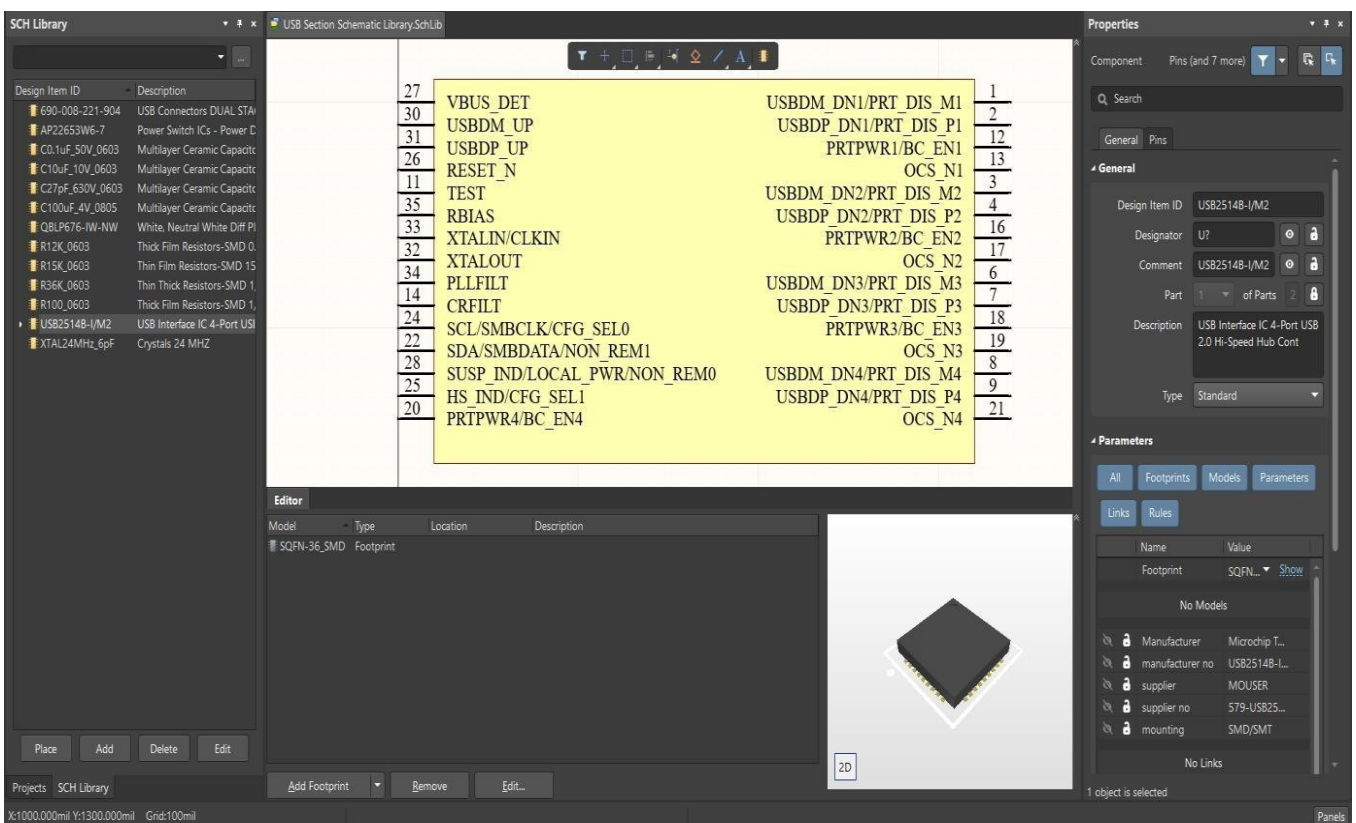 SCH Library
USB Section Schematic Library.SchLib
Properties
Component Pins (and 7 more)
Search
General Pins
Design Item ID Description
690-008-221-904 USB Connectors DUAL STA
AP22653W6-7 Power Switch ICs - Power D
C0.1uF_50V_0603 Multilayer Ceramic Capacitc
C10uF_10V_0603 Multilayer Ceramic Capacitc
C27pF_630V_0603 Multilayer Ceramic Capacitc
C100uF_4V_0805 Multilayer Ceramic Capacitc
QBLP676-IW-NW White, Neutral White Diff Pl
R12K_0603 Thick Film Resistors-SMD 0.
R15K_0603 Thin Film Resistors-SMD 15
R36K_0603 Thin Thick Resistors-SMD 1
R100_0603 Thick Film Resistors-SMD 1,
USB2514B-I/M2 USB Interface IC 4-Port USI
XTAL24MHz_6pF Crystals 24 MHZ
Place Add Delete Edit
Projects SCH Library
X:1000.000mil Y:1300.000mil Grid:100mil
A
27 VBUS_DET
30 USBDM_UP
31 USBDP_UP
26 RESET_N
11 TEST
35 RBIAS
33 XTALIN/CLKIN
32 XTALOUT
34 PLLFILT
14 CRFILT
24 SCL/SMBCLK/CFG_SEL0
22 SDA/SMBDATA/NON_REM1
28 SUSP_IND/LOCAL_PWR/NON_REM0
25 HS_IND/CFG_SEL1
20 PRTPWR4/BC_EN4
USBDM_DN1/PRT_DIS_M1 1
USBDP_DN1/PRT_DIS_P1 2
PRTPWR1/BC_EN1 12
OCS_N1 13
USBDM_DN2/PRT_DIS_M2 3
USBDP_DN2/PRT_DIS_P2 4
PRTPWR2/BC_EN2 16
OCS_N2 17
USBDM_DN3/PRT_DIS_M3 6
USBDP_DN3/PRT_DIS_P3 7
PRTPWR3/BC_EN3 18
OCS_N3 19
USBDM_DN4/PRT_DIS_M4 8
USBDP_DN4/PRT_DIS_P4 9
OCS_N4 21
Editor
Model Type Location Description
SQFN-36_SMD Footprint
2D
Add Footprint Remove Edit...
General
Design Item ID USB2514B-I/M2
Designator U?
Comment USB2514B-I/M2
Part 1 of Parts 2
Description USB Interface IC 4-Port USB
2.0 Hi-Speed Hub Cont
Type Standard
Parameters
All Footprints Models Parameters
Links Rules
Name Value
Footprint SQFN... Show
No Models
Manufacturer Microchip T...
manufacturer no USB2514B-I...
supplier MOUSER
supplier no 579-USB25...
mounting SMD/SMT
No Links
1 object is selected
Panels